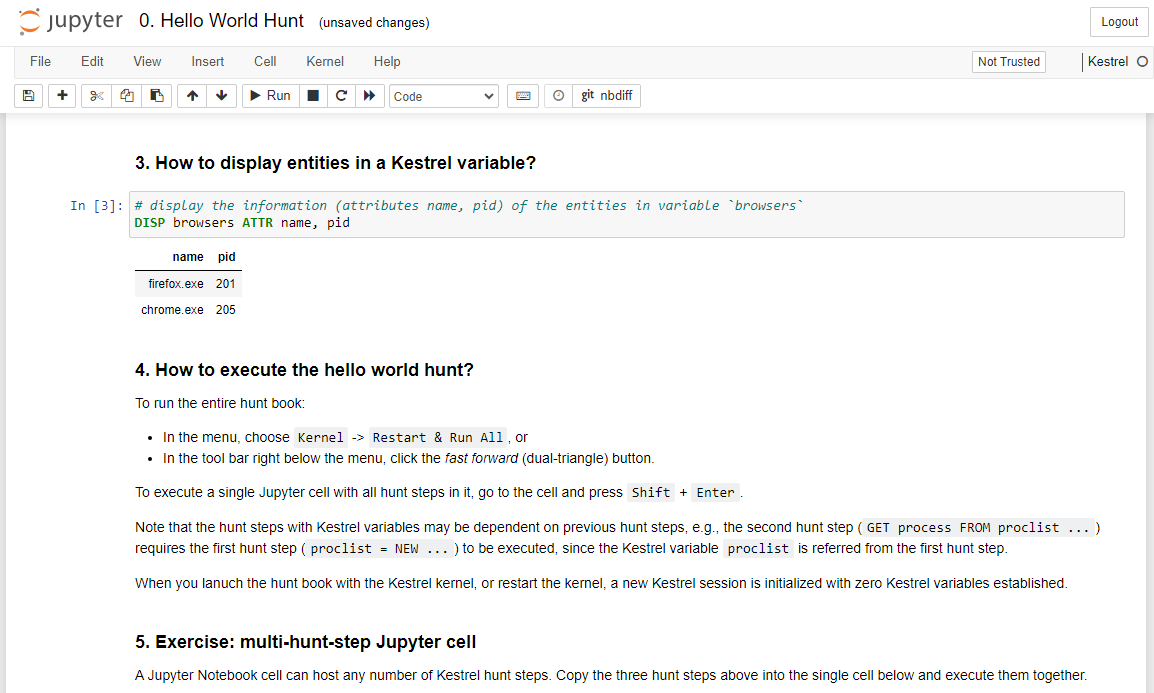 jupyter 0. Hello World Hunt (unsaved changes) Logout
File Edit View Insert Cell Kernel Help Not Trusted Kestrel
Run Code git nbdiff
3. How to display entities in a Kestrel variable?
In [3]: # display the information (attributes name, pid) of the entities in variable `browsers`
DISP browsers ATTR name, pid
name pid
firefox.exe 201
chrome.exe 205
4. How to execute the hello world hunt?
To run the entire hunt book:
• In the menu, choose Kernel -> Restart & Run All, or
• In the tool bar right below the menu, click the fast forward (dual-triangle) button.
To execute a single Jupyter cell with all hunt steps in it, go to the cell and press Shift + Enter.
Note that the hunt steps with Kestrel variables may be dependent on previous hunt steps, e.g., the second hunt step (GET process FROM proclist ...)
requires the first hunt step (proclist = NEW ...) to be executed, since the Kestrel variable proclist is referred from the first hunt step.
When you lanuch the hunt book with the Kestrel kernel, or restart the kernel, a new Kestrel session is initialized with zero Kestrel variables established.
5. Exercise: multi-hunt-step Jupyter cell
A Jupyter Notebook cell can host any number of Kestrel hunt steps. Copy the three hunt steps above into the single cell below and execute them together.